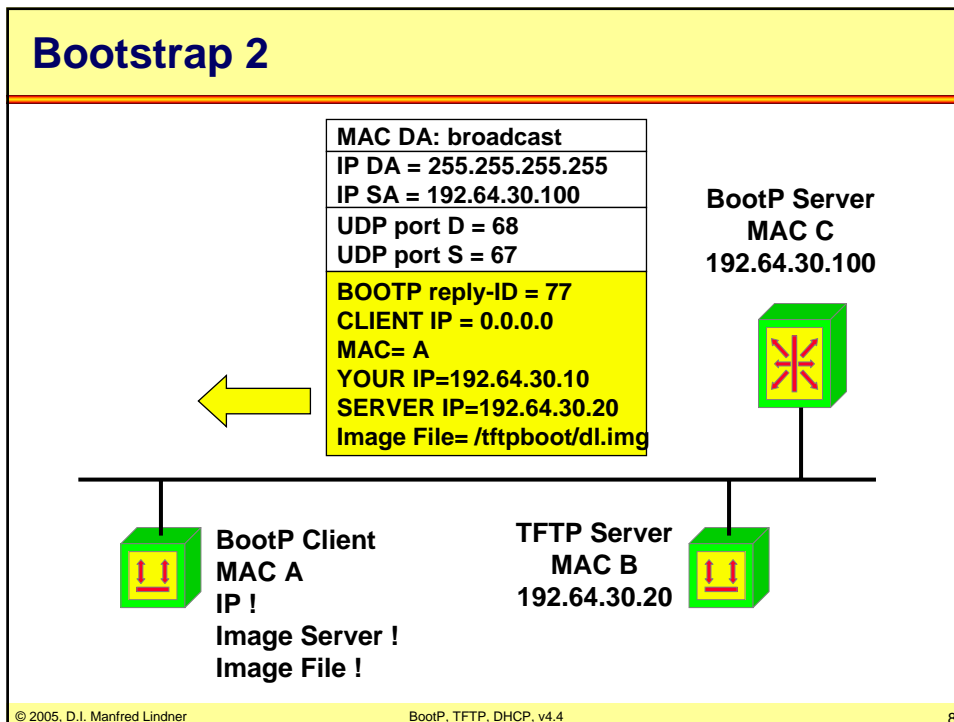 Bootstrap 2
MAC DA: broadcast
IP DA = 255.255.255.255
IP SA = 192.64.30.100
UDP port D = 68
UDP port S = 67
BOOTP reply-ID = 77
CLIENT IP = 0.0.0.0
MAC= A
YOUR IP=192.64.30.10
SERVER IP=192.64.30.20
Image File= /tftpboot/dl.img
BootP Server
MAC C
192.64.30.100
BootP Client
MAC A
IP !
Image Server !
Image File !
TFTP Server
MAC B
192.64.30.20
© 2005, D.I. Manfred Lindner
BootP, TFTP, DHCP, v4.4
8